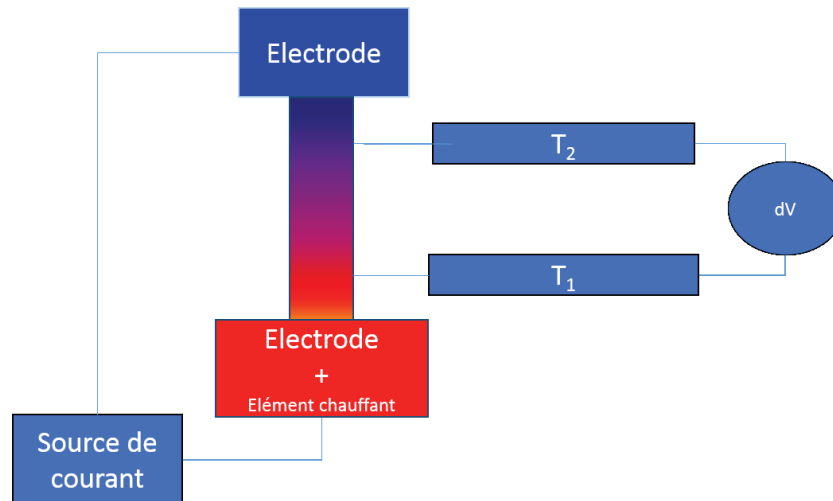 Electrode
T₂
dV
T₁
Electrode
+
Elément chauffant
Source de
courant